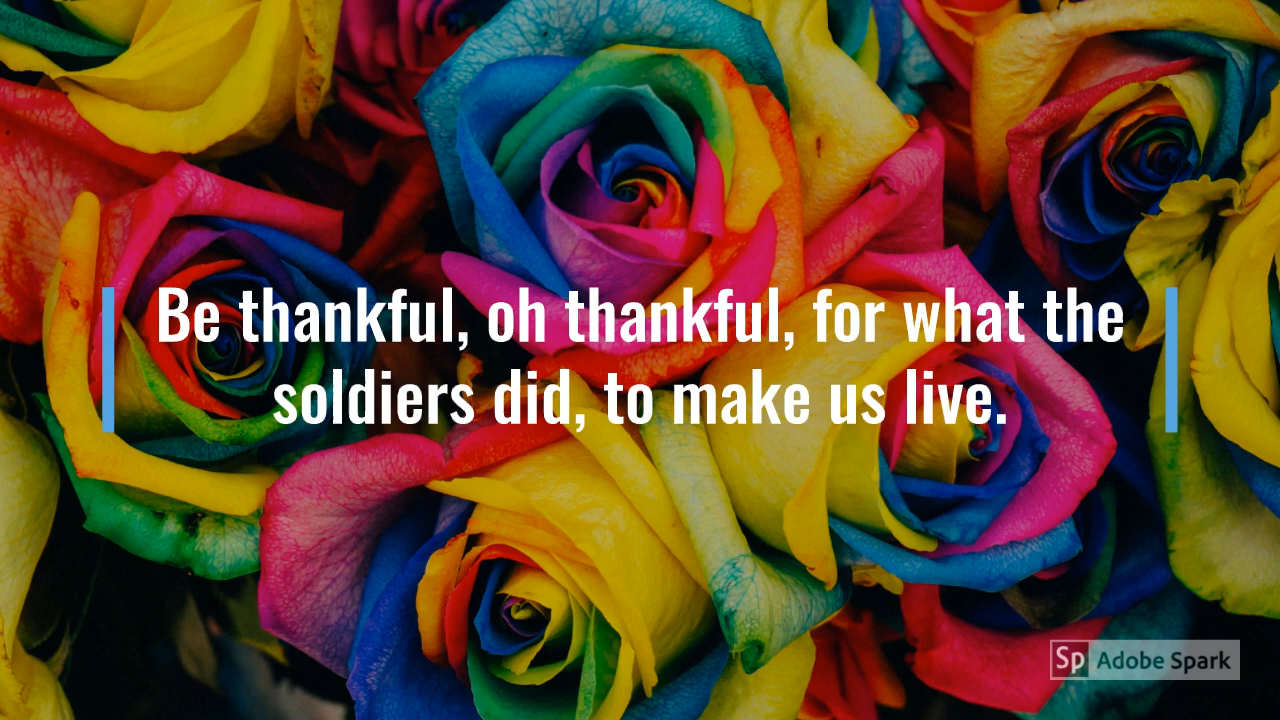 Be thankful, oh thankful, for what the
soldiers did, to make us live.
Sp Adobe Spark